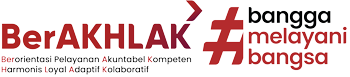 BerAKHLAK
Berorientasi Pelayanan Akuntabel Kompeten
Harmonis Loyal Adaptif Kolaboratif
#bangga
melayani
bangsa